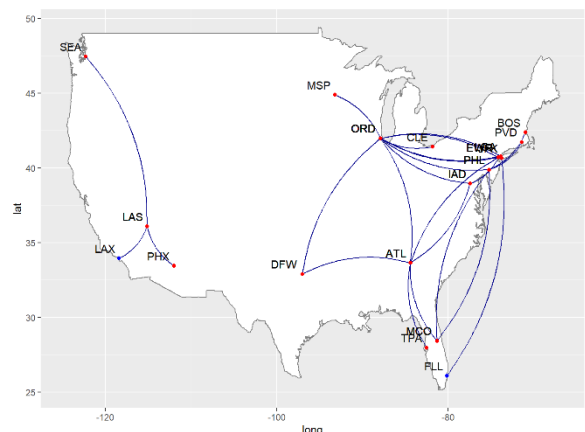 50
SEA
45
MSP
BOS
ORD
PVD
CLE
PHL
40
IAD
lat
LAS
35
LAX
PHX
DFW
ATL
30
MCO
TPA
FLL
25
-120
-100
-80
long